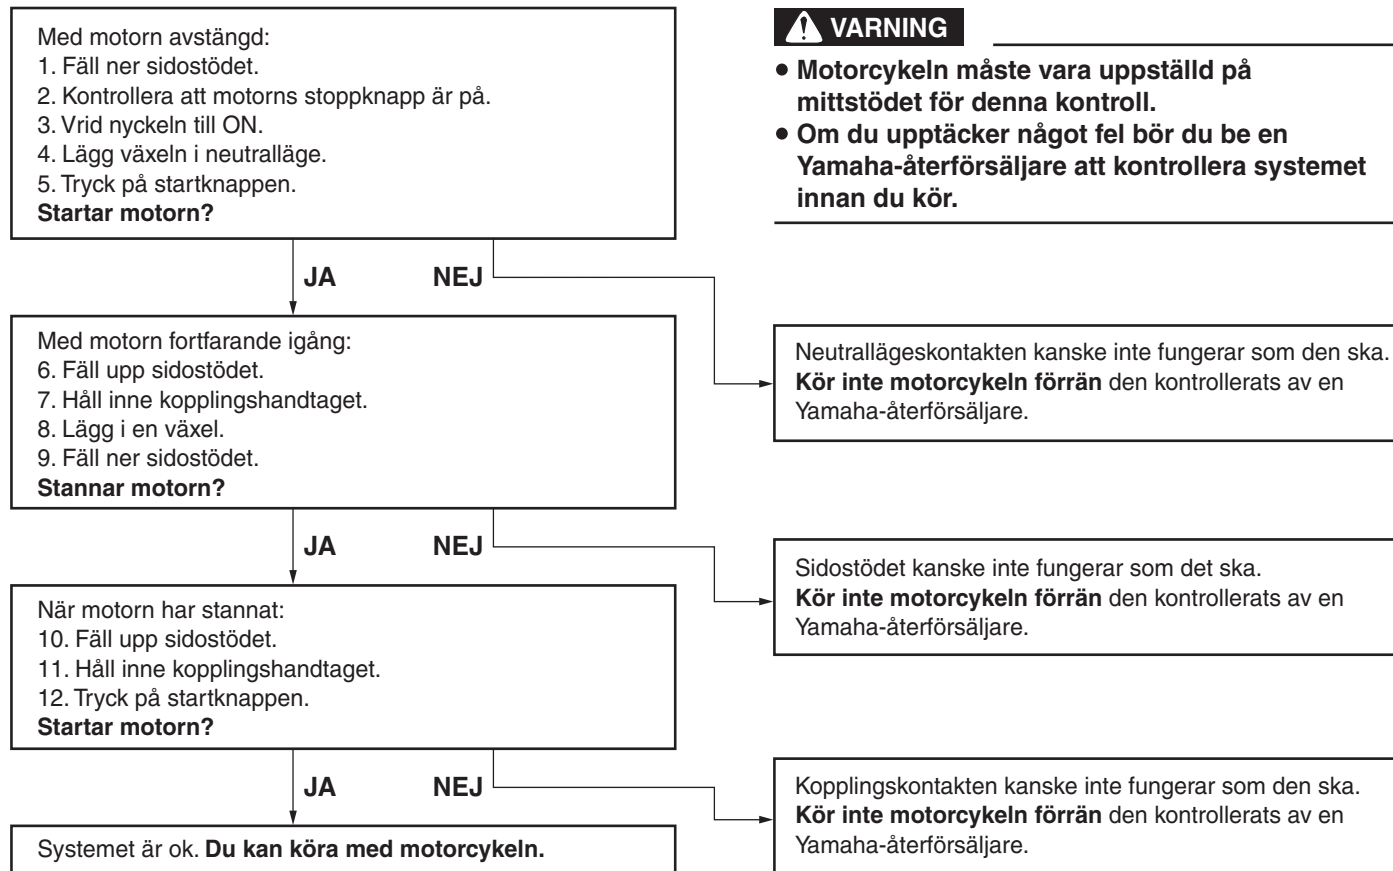 Med motorn avstängd:
1. Fäll ner sidostödet.
2. Kontrollera att motorns stoppknapp är på.
3. Vrid nyckeln till ON.
4. Lägg växeln i neutralläge.
5. Tryck på startknappen.
Startar motorn?
VARNING
● Motorcykeln måste vara uppställd på
mittstödet för denna kontroll.
● Om du upptäcker något fel bör du be en
Yamaha-återförsäljare att kontrollera systemet
innan du kör.
JA NEJ
Neutrallägeskontakten kanske inte fungerar som den ska.
Kör inte motorcykeln förrän den kontrollerats av en
Yamaha-återförsäljare.
Med motorn fortfarande igång:
6. Fäll upp sidostödet.
7. Håll inne kopplingshandtaget.
8. Lägg i en växel.
9. Fäll ner sidostödet.
Stannar motorn?
JA NEJ
Sidostödet kanske inte fungerar som det ska.
Kör inte motorcykeln förrän den kontrollerats av en
Yamaha-återförsäljare.
När motorn har stannat:
10. Fäll upp sidostödet.
11. Håll inne kopplingshandtaget.
12. Tryck på startknappen.
Startar motorn?
JA NEJ
Kopplingskontakten kanske inte fungerar som den ska.
Kör inte motorcykeln förrän den kontrollerats av en
Yamaha-återförsäljare.
Systemet är ok. Du kan köra med motorcykeln.